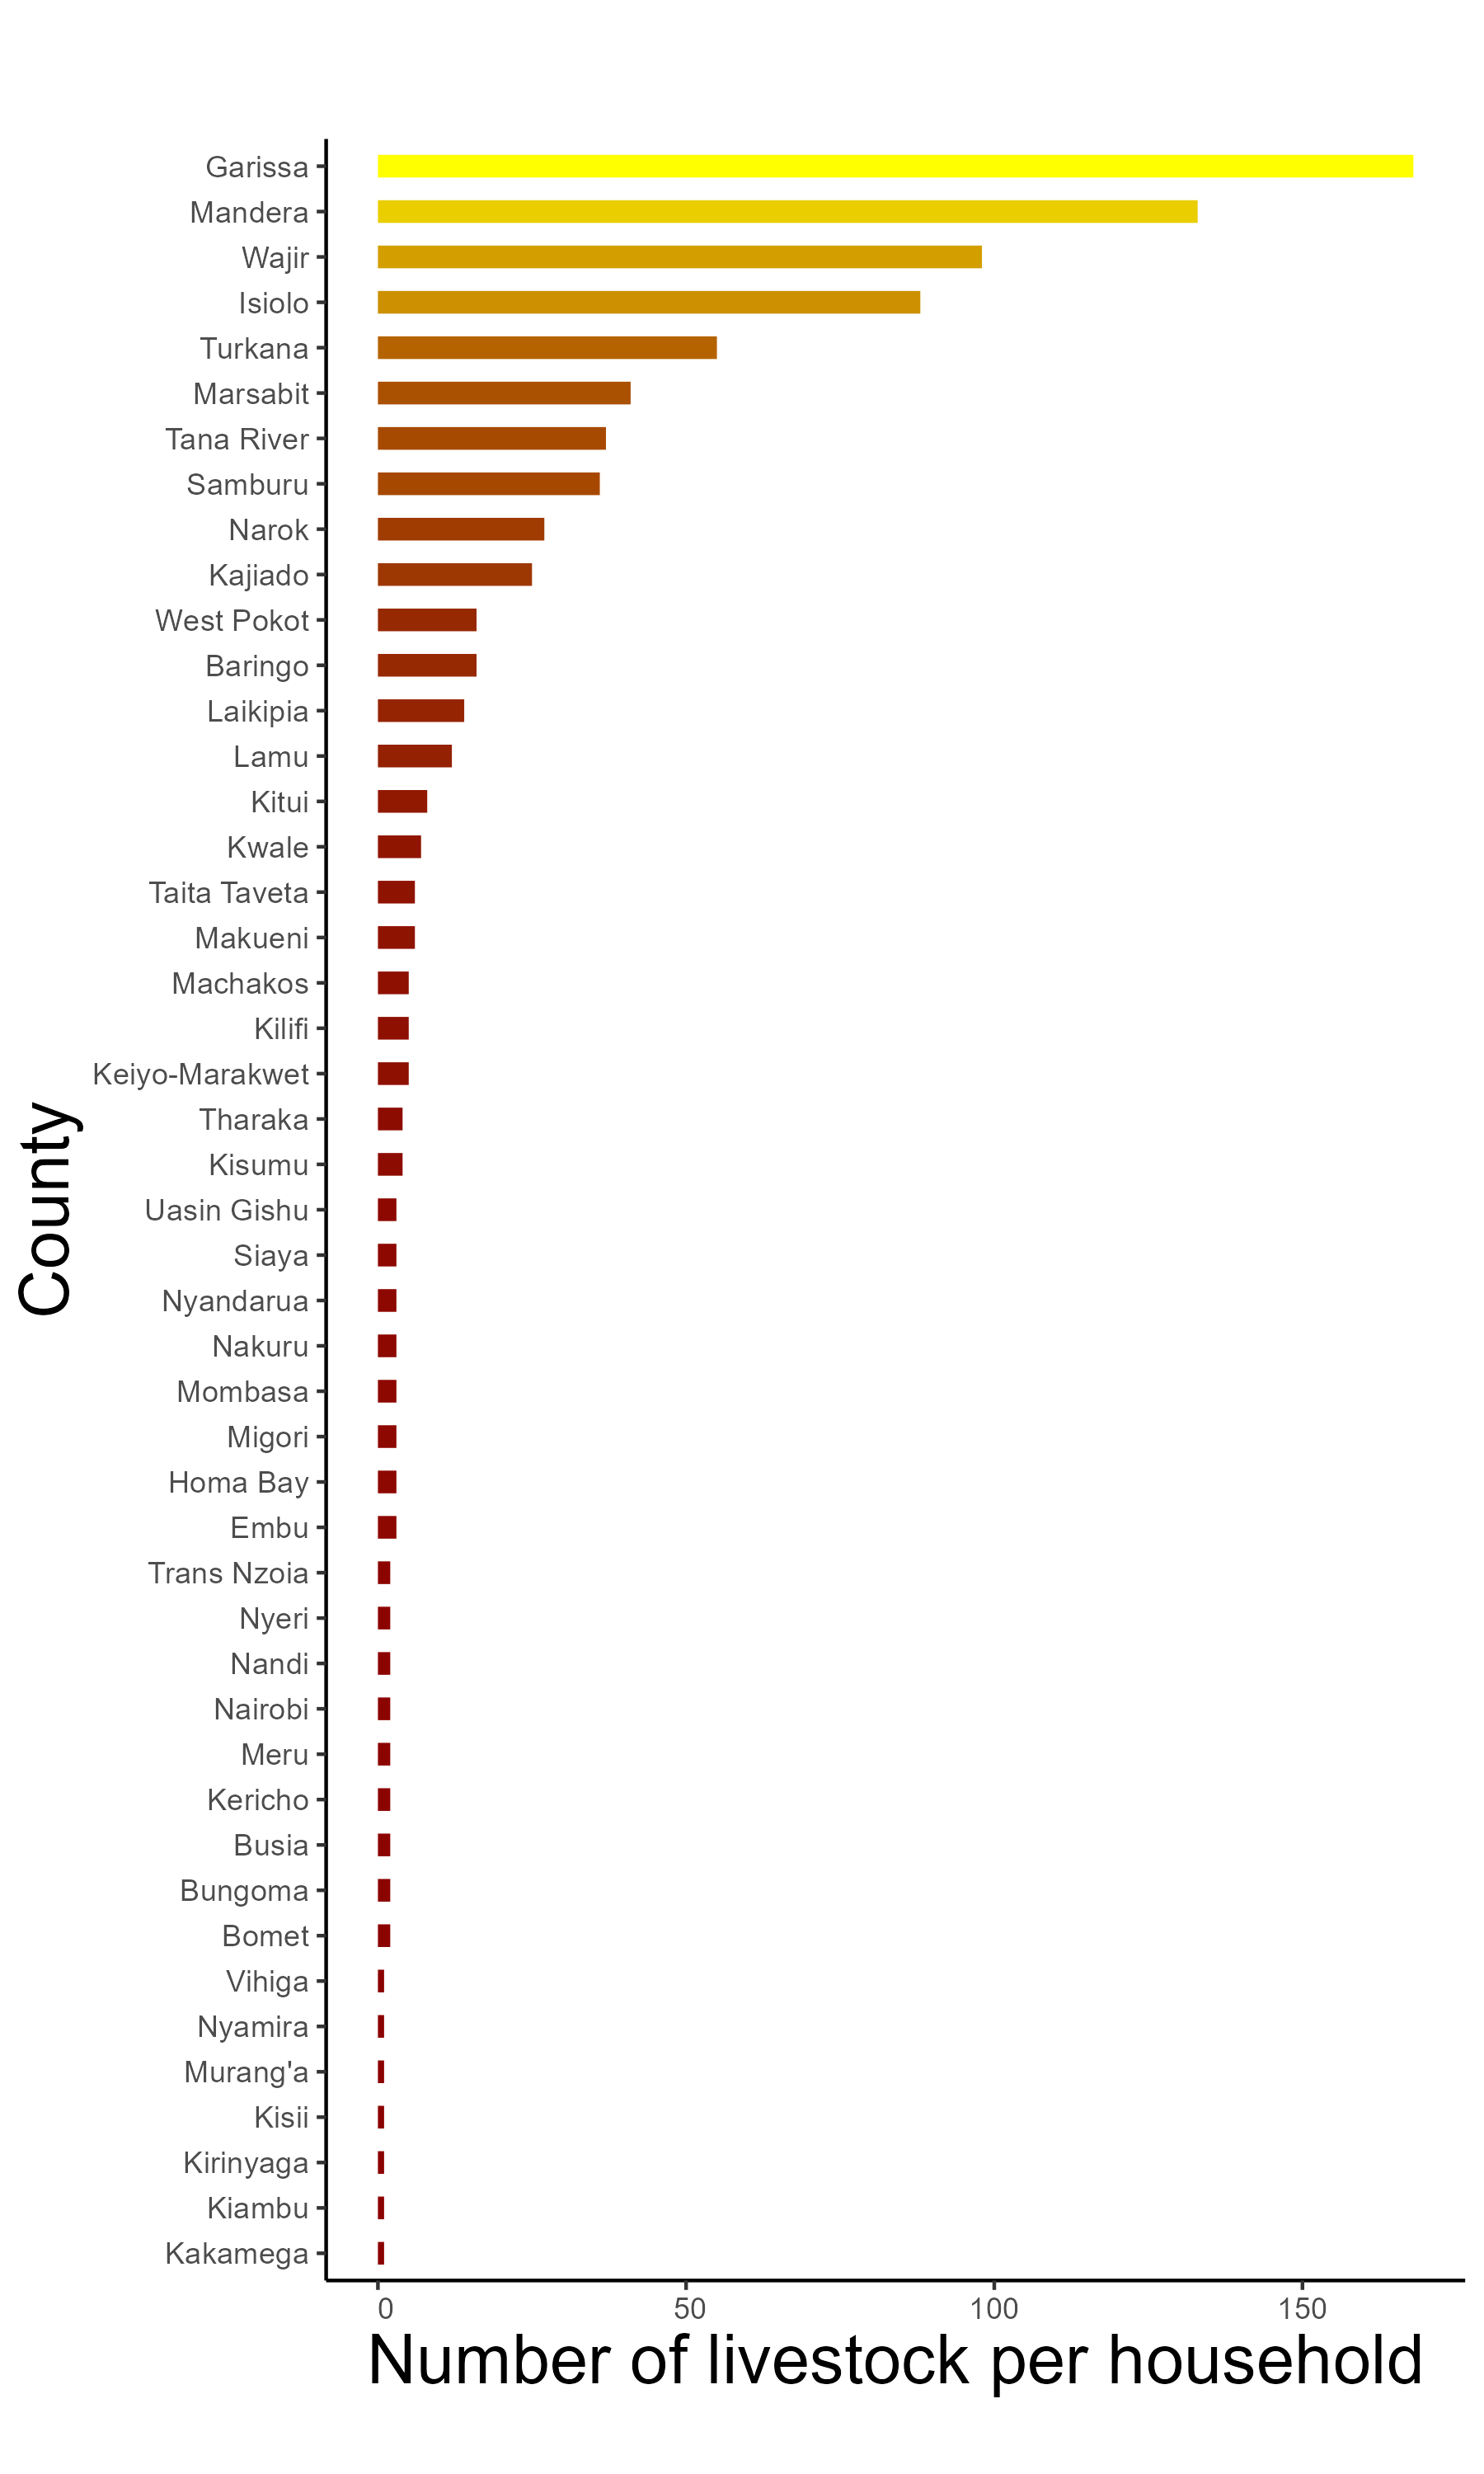 Garissa
Mandera
Wajir
Isiolo
Turkana
Marsabit
Tana River
Samburu
Narok
Kajiado
West Pokot
Baringo
Laikipia
Lamu
Kitui
Kwale
Taita Taveta
Makueni
Machakos
Kilifi
Keiyo-Marakwet
Tharaka
Kisumu
Uasin Gishu
Siaya
Nyandarua
Nakuru
Mombasa
Migori
Homa Bay
Embu
Trans Nzoia
Nyeri
Nandi
Nairobi
Meru
Kericho
Busia
Bungoma
Bomet
Vihiga
Nyamira
Murang'a
Kisii
Kirinyaga
Kiambu
Kakamega
County
0 50 100 150
Number of livestock per household